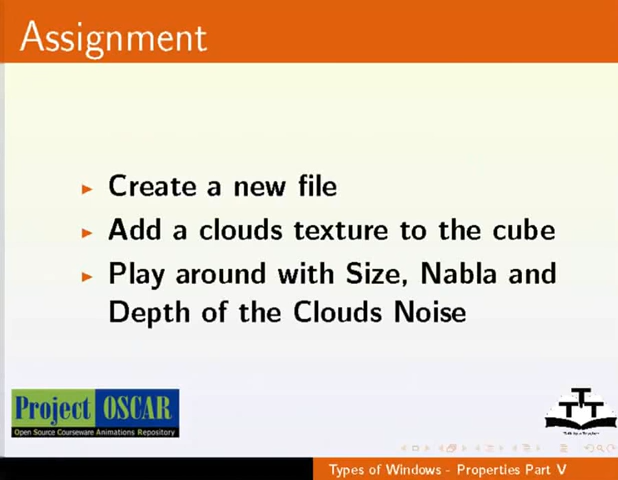 Assignment
Create a new file
Add a clouds texture to the cube
Play around with Size, Nabla and
Depth of the Clouds Noise
Project OSCAR
Open Source Courseware Animations Repository
TTT
Types of Windows - Properties Part V